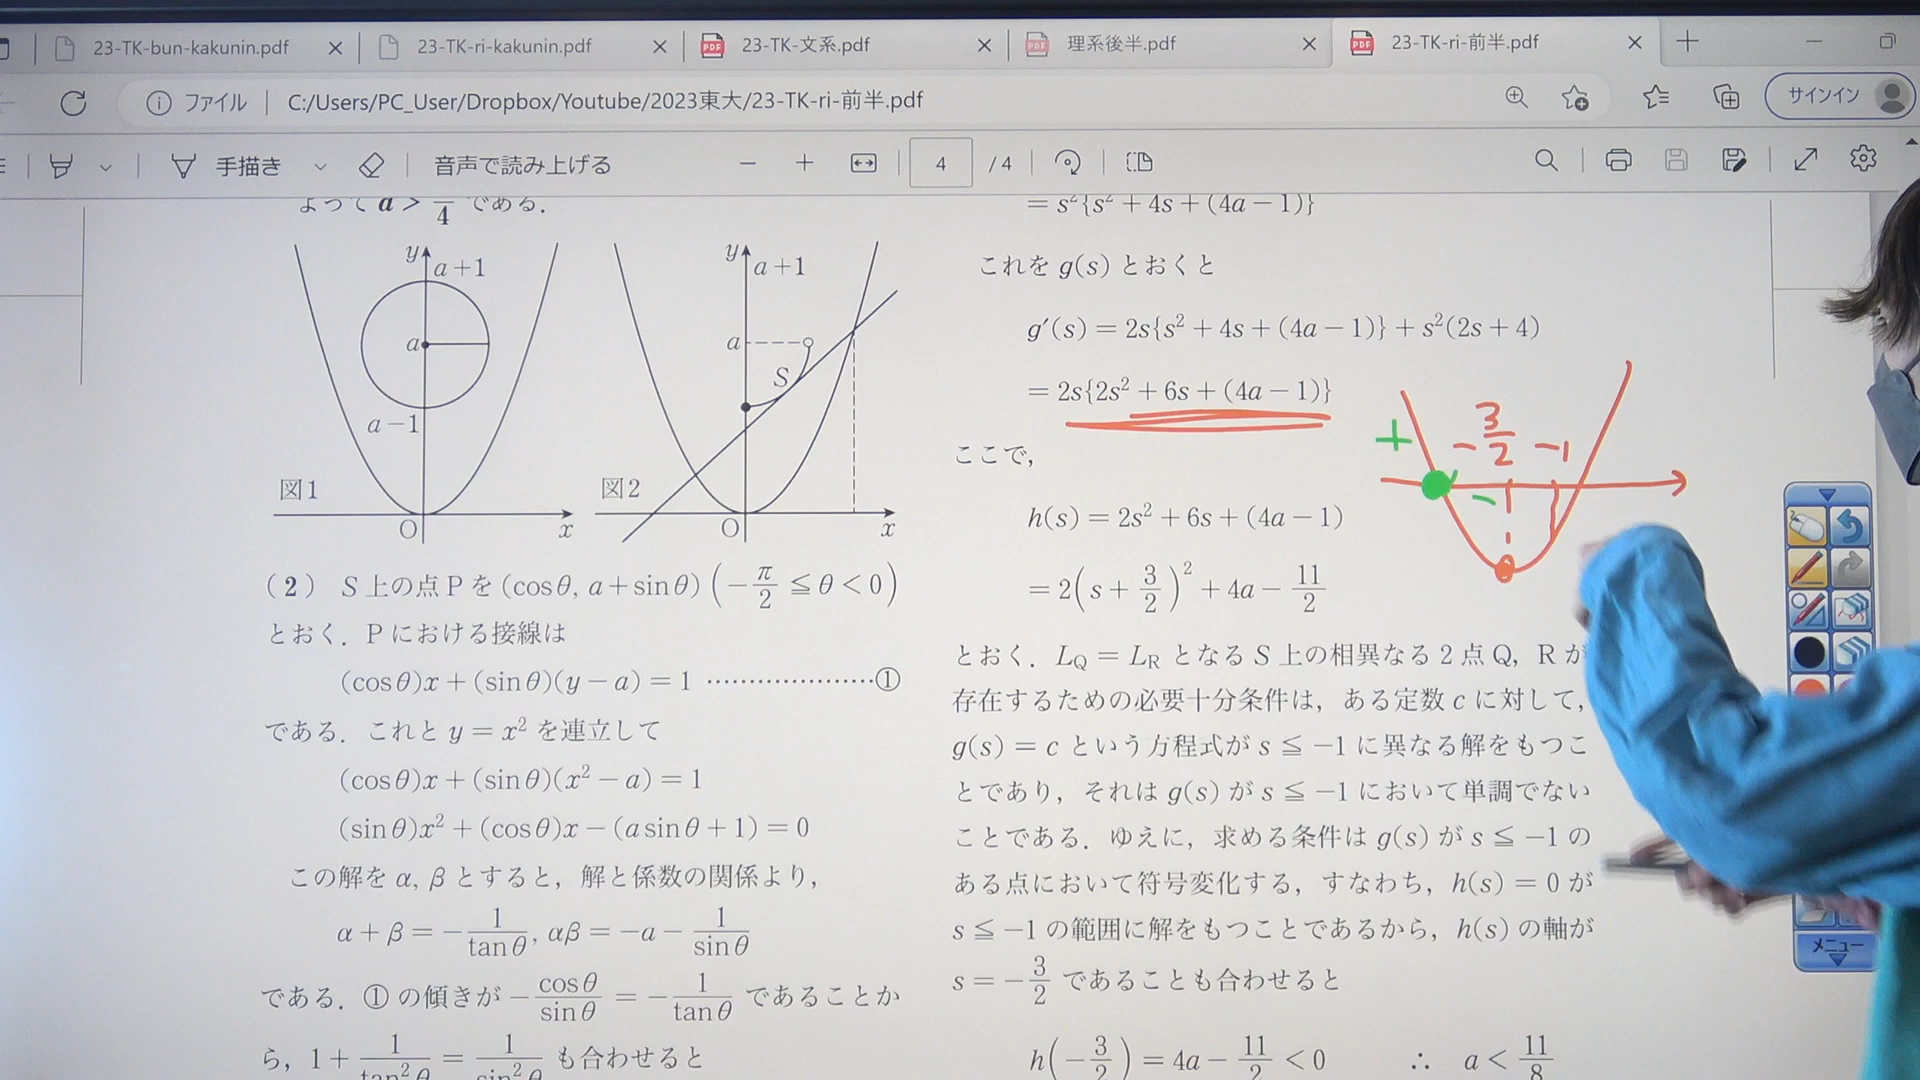 23-TK-bun-kakunin.pdf
23-TK-ri-kakunin.pdf
PDF 23-TK-文系.pdf
PDF 理系後半.pdf
PDF 23-TK-ri-前半.pdf
ファイル C:/Users/PC_User/Dropbox/Youtube/2023東大/23-TK-ri-前半.pdf
サインイン
手描き
音声で読み上げる
4 / 4
よって a > /4 である．
y a+1
a
a−1
図1
O x
y a+1
a
S
図2
O x
(2) S 上の点 P を (cosθ, a + sinθ) (−π/2 ≦ θ < 0)
とおく．P における接線は
(cosθ)x + (sinθ)(y − a) = 1 ………………①
である．これと y = x² を連立して
(cosθ)x + (sinθ)(x² − a) = 1
(sinθ)x² + (cosθ)x − (a sinθ + 1) = 0
この解を α, β とすると，解と係数の関係より，
α + β = −1/tanθ, αβ = −a − 1/sinθ
である．① の傾きが −cosθ/sinθ = −1/tanθ であることか
ら，1 + 1/tan²θ = 1/sin²θ も合わせると
= s²{s² + 4s + (4a − 1)}
これを g(s) とおくと
g′(s) = 2s{s² + 4s + (4a − 1)} + s²(2s + 4)
= 2s{2s² + 6s + (4a − 1)}
ここで，
h(s) = 2s² + 6s + (4a − 1)
= 2(s + 3/2)² + 4a − 11/2
とおく．L_Q = L_R となる S 上の相異なる 2 点 Q, R が
存在するための必要十分条件は，ある定数 c に対して，
g(s) = c という方程式が s ≦ −1 に異なる解をもつこ
とであり，それは g(s) が s ≦ −1 において単調でない
ことである．ゆえに，求める条件は g(s) が s ≦ −1 の
ある点において符号変化する，すなわち，h(s) = 0 が
s ≦ −1 の範囲に解をもつことであるから，h(s) の軸が
s = −3/2 であることも合わせると
h(−3/2) = 4a − 11/2 < 0 ∴ a < 11/8
+ −3/2 −1
−
メニュー